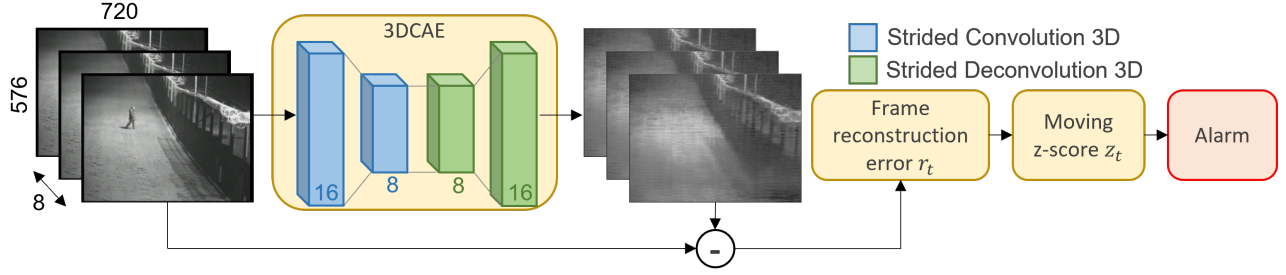 720
576
8
3DCAE
16
8
8
16
Strided Convolution 3D
Strided Deconvolution 3D
Frame
reconstruction
error r_t
Moving
z-score z_t
Alarm
-